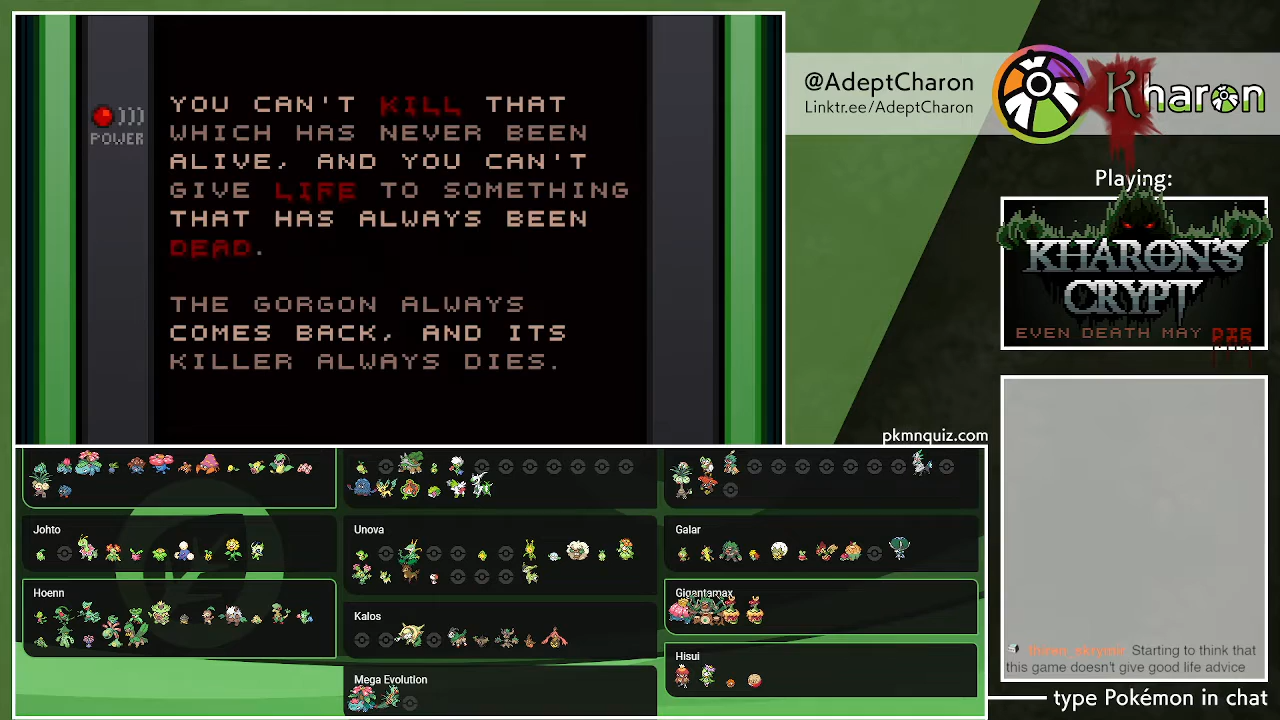 YOU CAN'T KILL THAT
WHICH HAS NEVER BEEN
ALIVE, AND YOU CAN'T
GIVE LIFE TO SOMETHING
THAT HAS ALWAYS BEEN
DEAD.
THE GORGON ALWAYS
COMES BACK, AND ITS
KILLER ALWAYS DIES.
POWER
@AdeptCharon
Linktr.ee/AdeptCharon
Kharon
Playing:
KHARON'S
CRYPT
EVEN DEATH MAY DIE
pkmnquiz.com
Johto
Unova
Galar
Hoenn
Kalos
Gigantamax
Mega Evolution
Hisui
Starting to think that
this game doesn't give good life advice
type Pokémon in chat